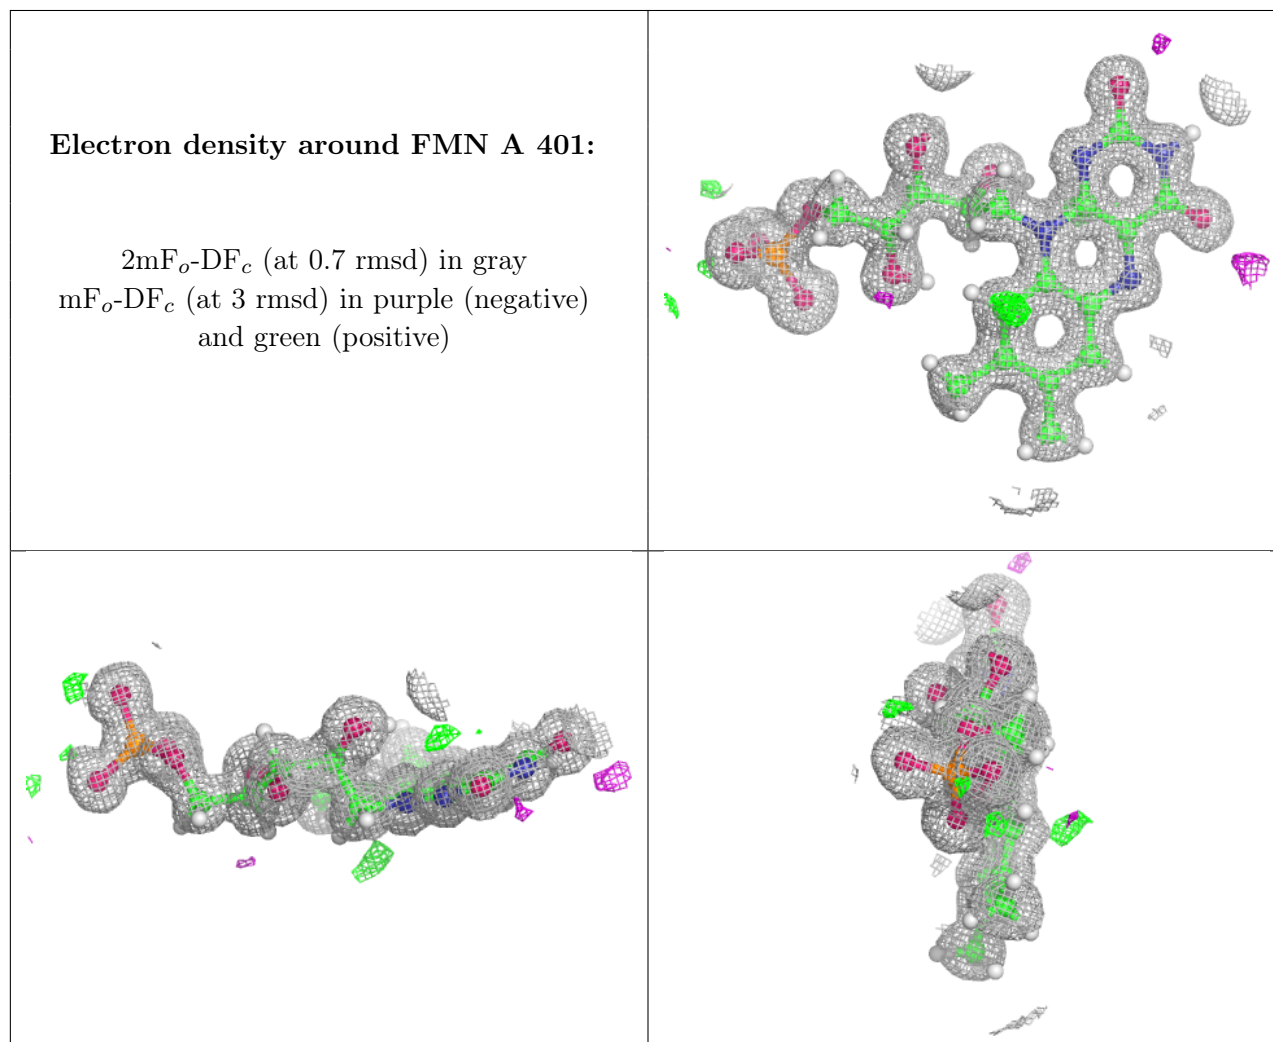 Electron density around FMN A 401:
2mFo-DFc (at 0.7 rmsd) in gray
mFo-DFc (at 3 rmsd) in purple (negative)
and green (positive)